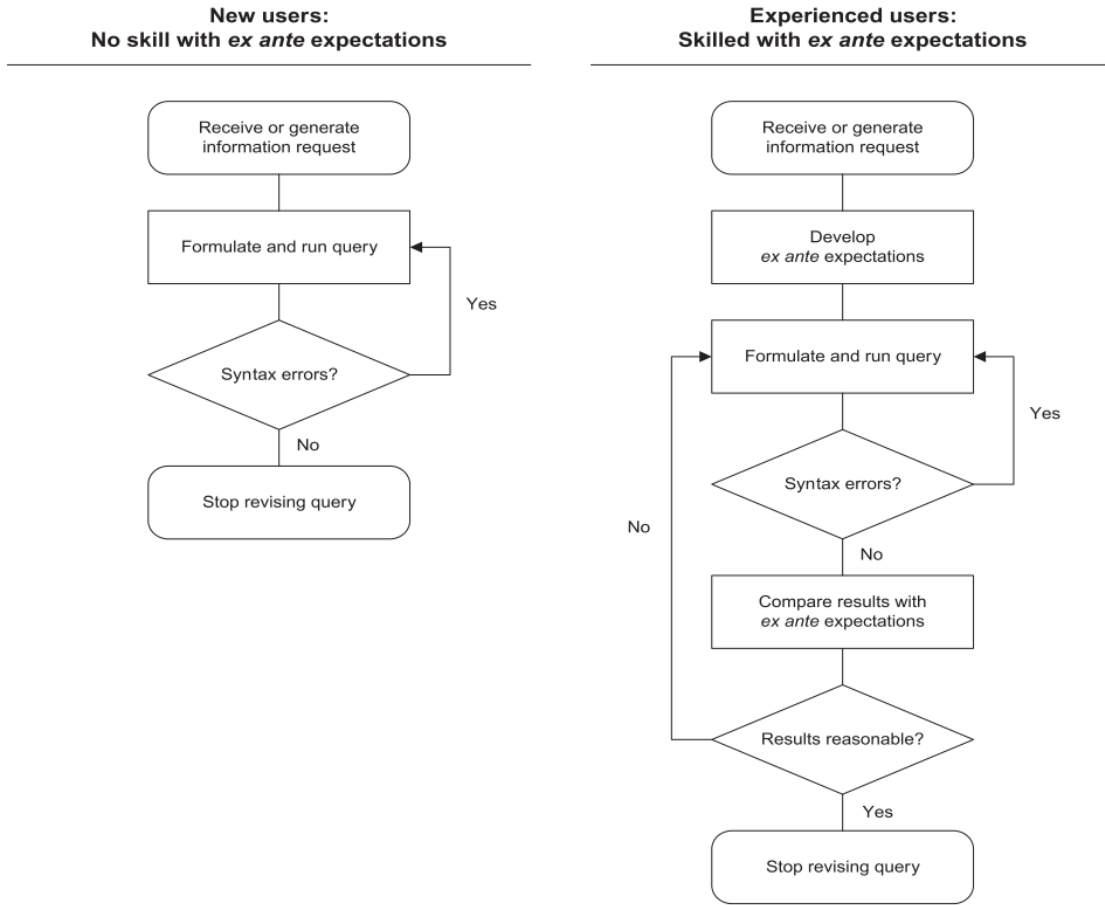 New users:
No skill with ex ante expectations
Receive or generate
information request
Formulate and run query
Yes
Syntax errors?
No
Stop revising query
Experienced users:
Skilled with ex ante expectations
Receive or generate
information request
Develop
ex ante expectations
Formulate and run query
Yes
Syntax errors?
No
No
Compare results with
ex ante expectations
Results reasonable?
Yes
Stop revising query